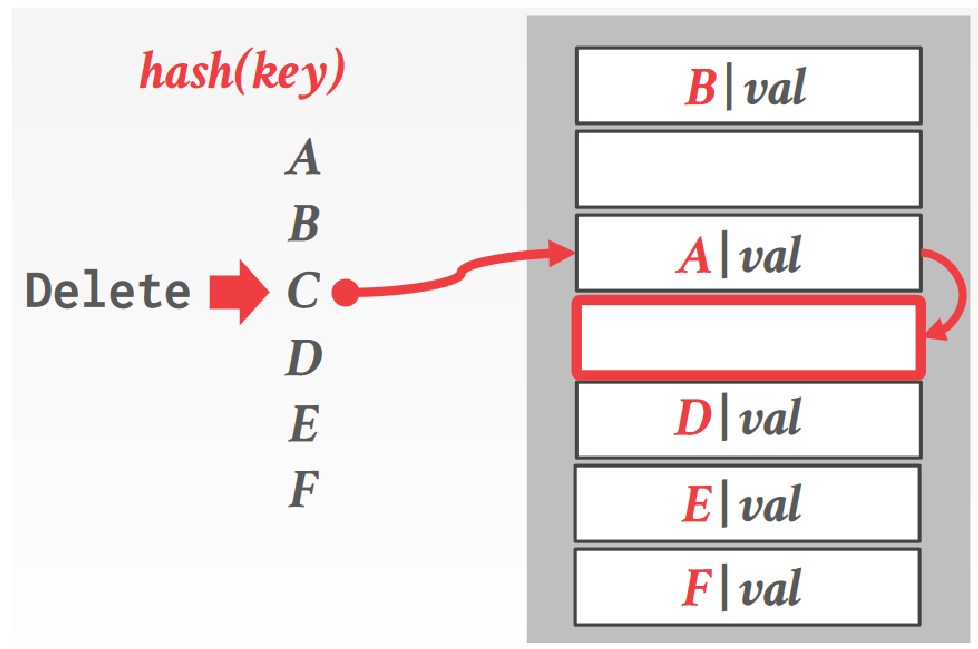 hash(key)
A
B
Delete
C
D
E
F
B|val
A|val
D|val
E|val
F|val